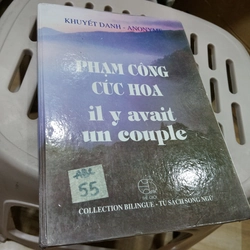 KHUYẾT DANH - ANONYME
PHẠM CÔNG
CÚC HOA
il y avait
un couple
55
COLLECTION BILINGUE - TỦ SÁCH SONG NGỮ